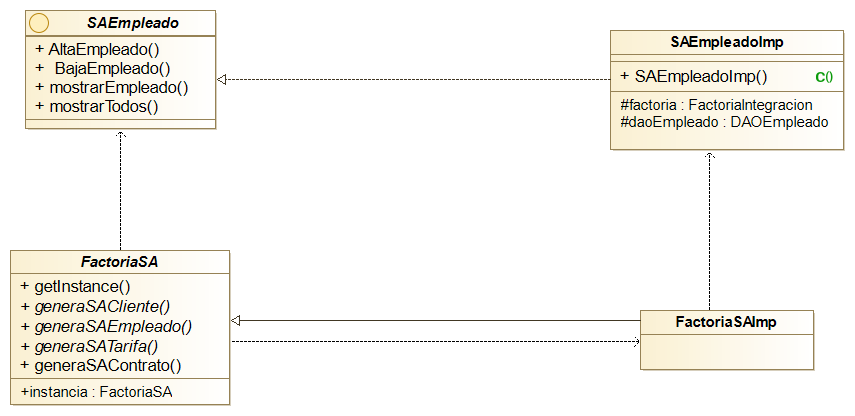 SAEmpleado
+ AltaEmpleado()
+ BajaEmpleado()
+ mostrarEmpleado()
+ mostrarTodos()
SAEmpleadoImp
+ SAEmpleadoImp() C()
#factoria : FactoriaIntegracion
#daoEmpleado : DAOEmpleado
FactoriaSA
+ getInstance()
+ generaSACliente()
+ generaSAEmpleado()
+ generaSATarifa()
+ generaSAContrato()
+instancia : FactoriaSA
FactoriaSAImp